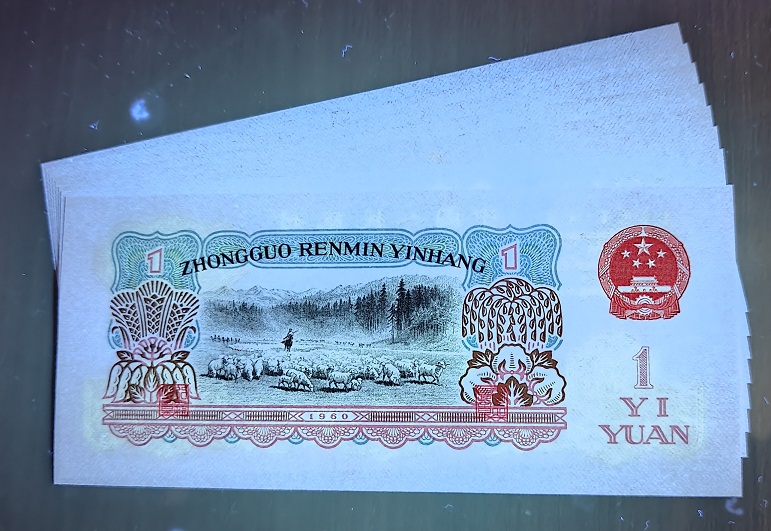 1 1
ZHONGGUO RENMIN YINHANG
1960
1
YI
YUAN